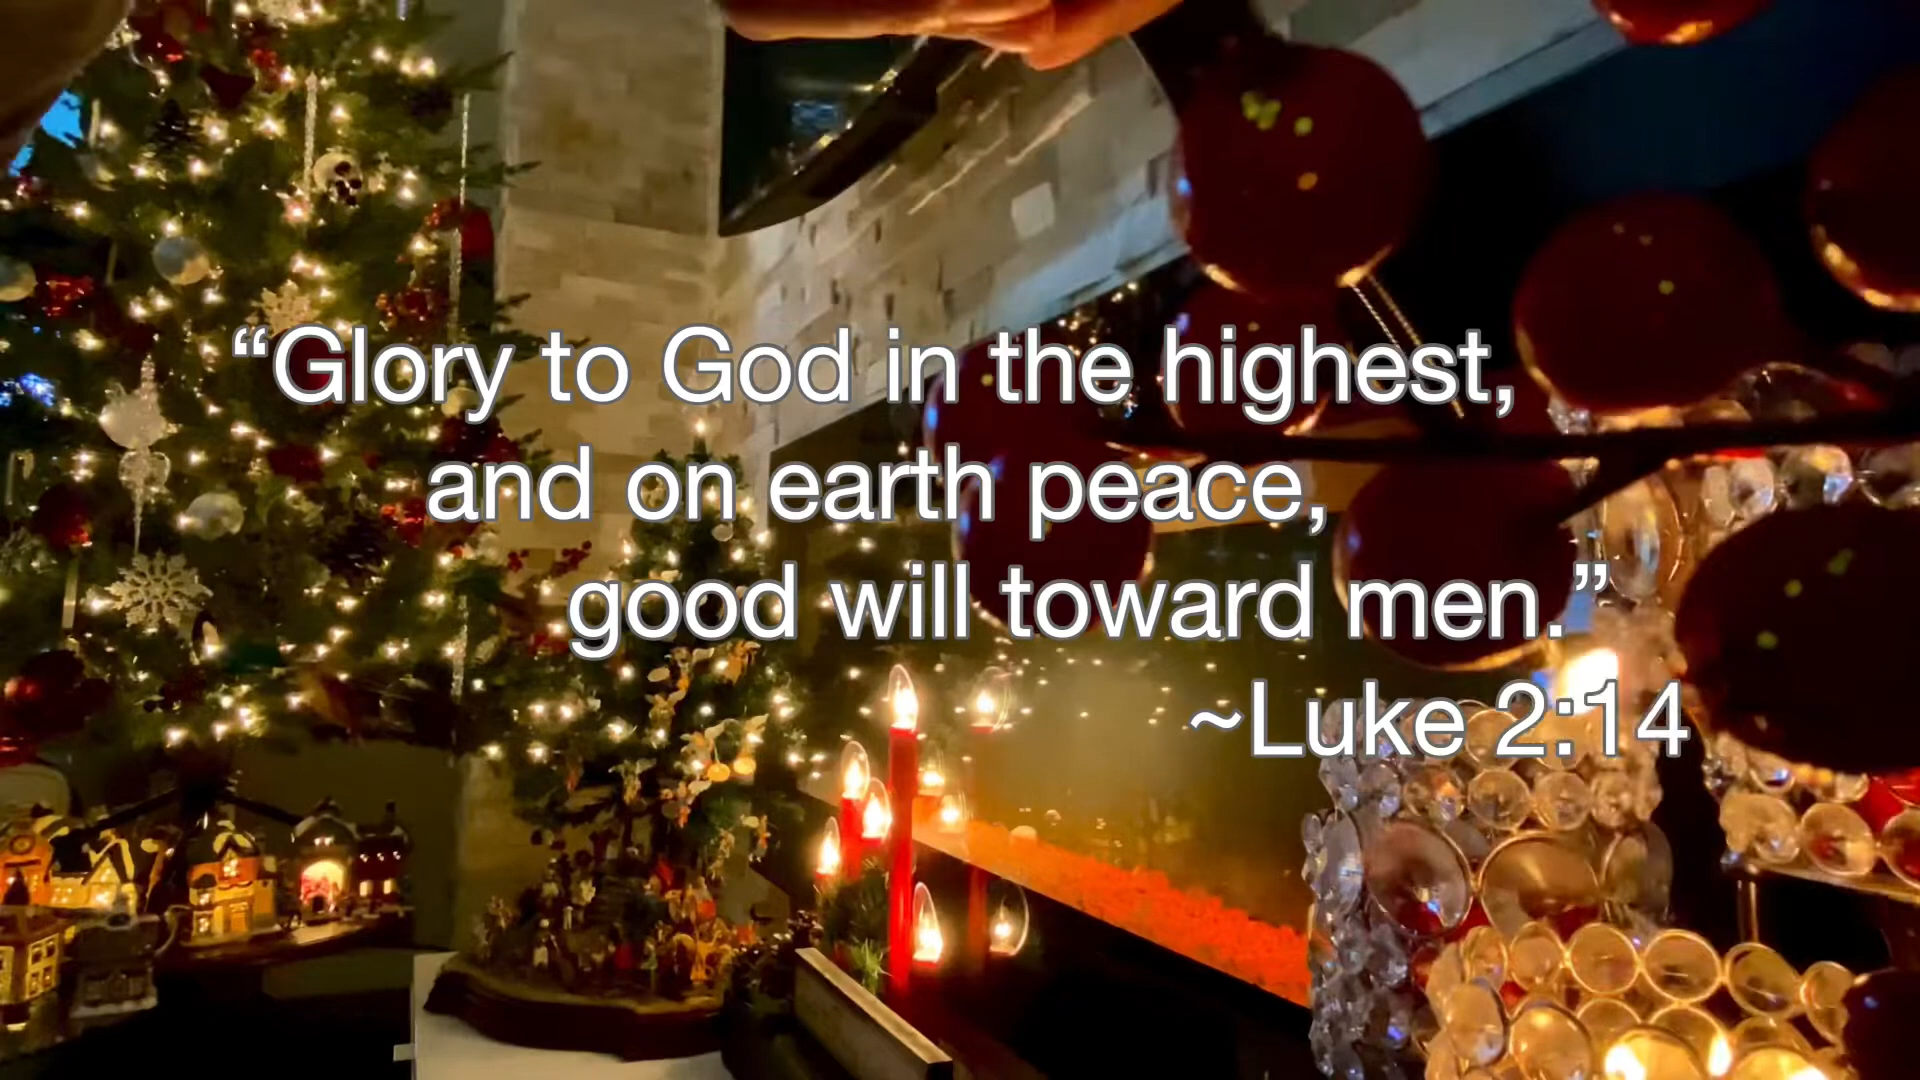 “Glory to God in the highest,
and on earth peace,
good will toward men.”
~Luke 2:14